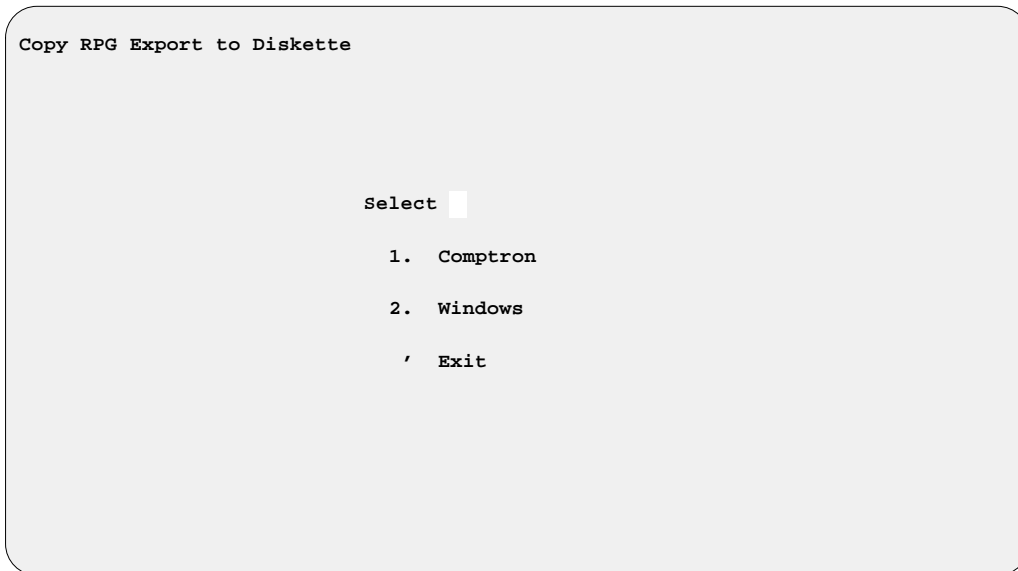 Copy RPG Export to Diskette
Select
1. Comptron
2. Windows
′ Exit